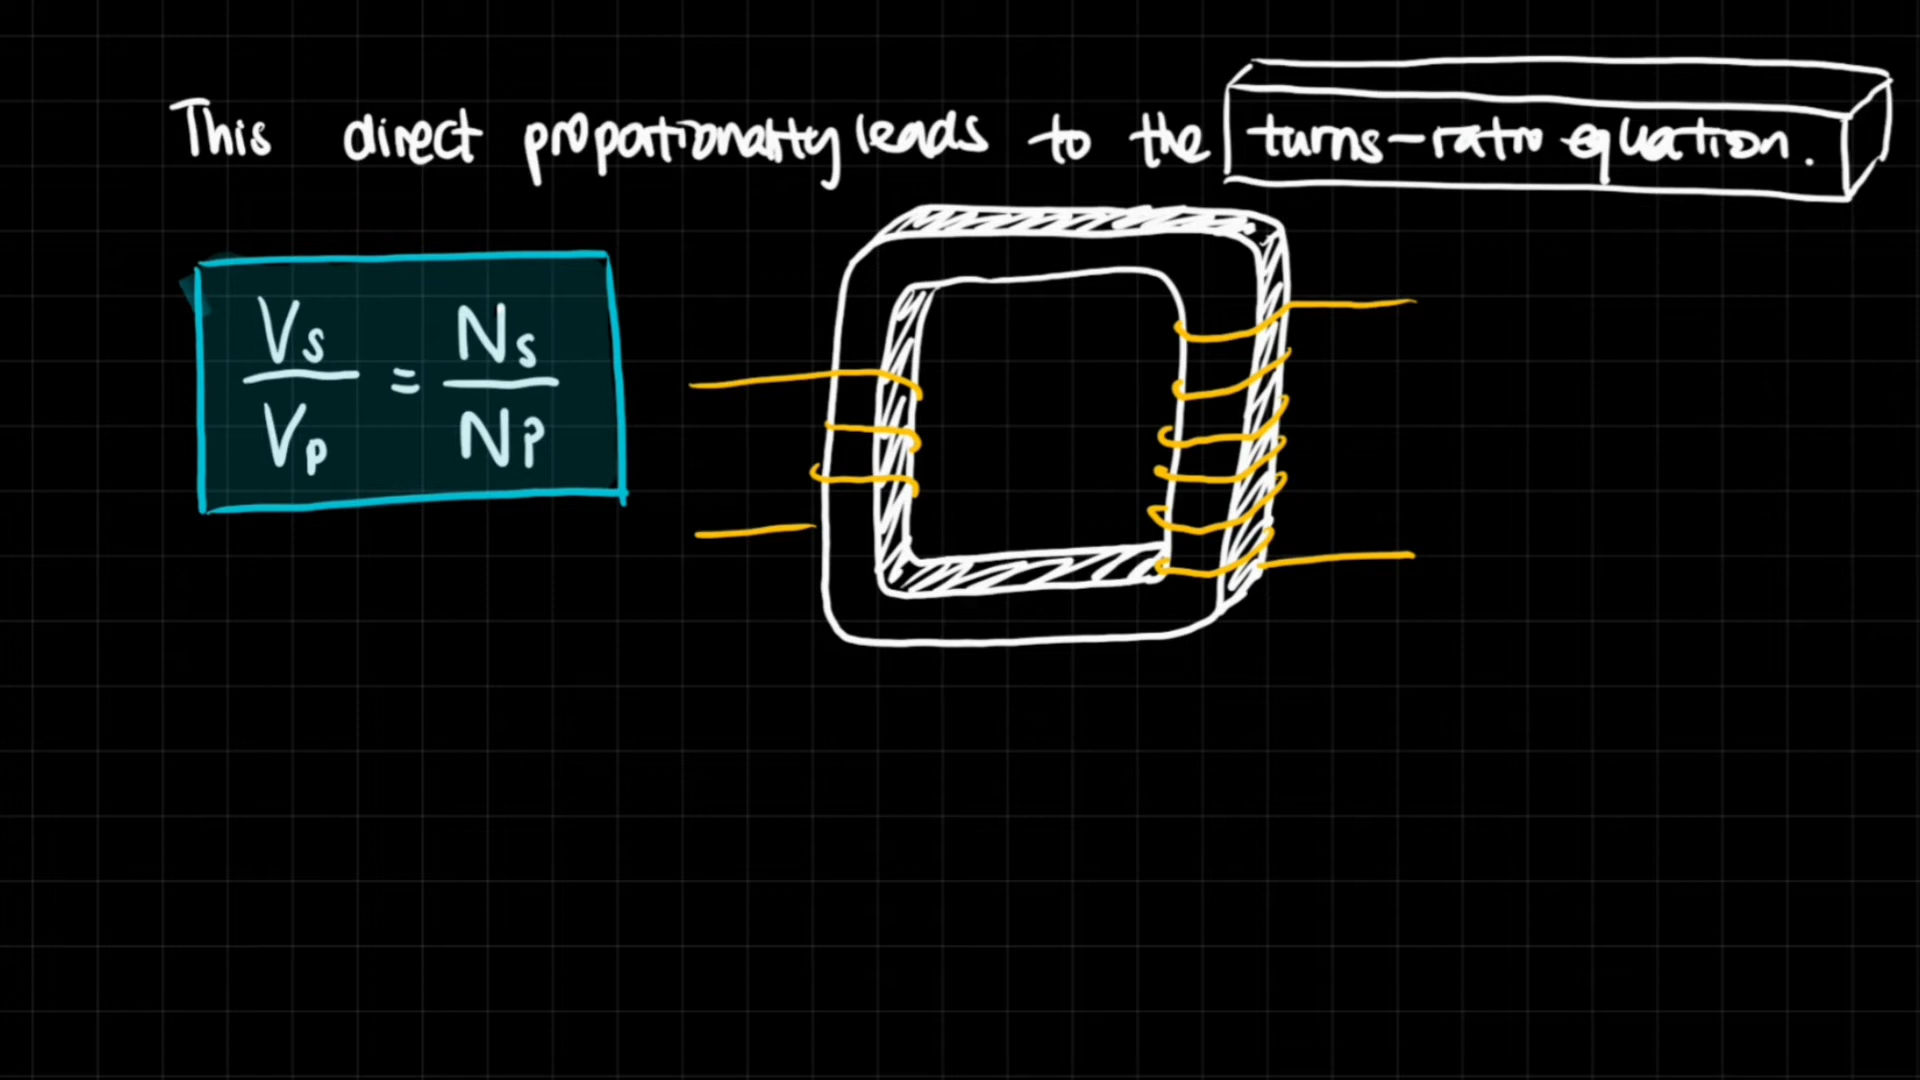 This direct proportionality leads to the turns-ratio equation.
Vs/Vp = Ns/Np